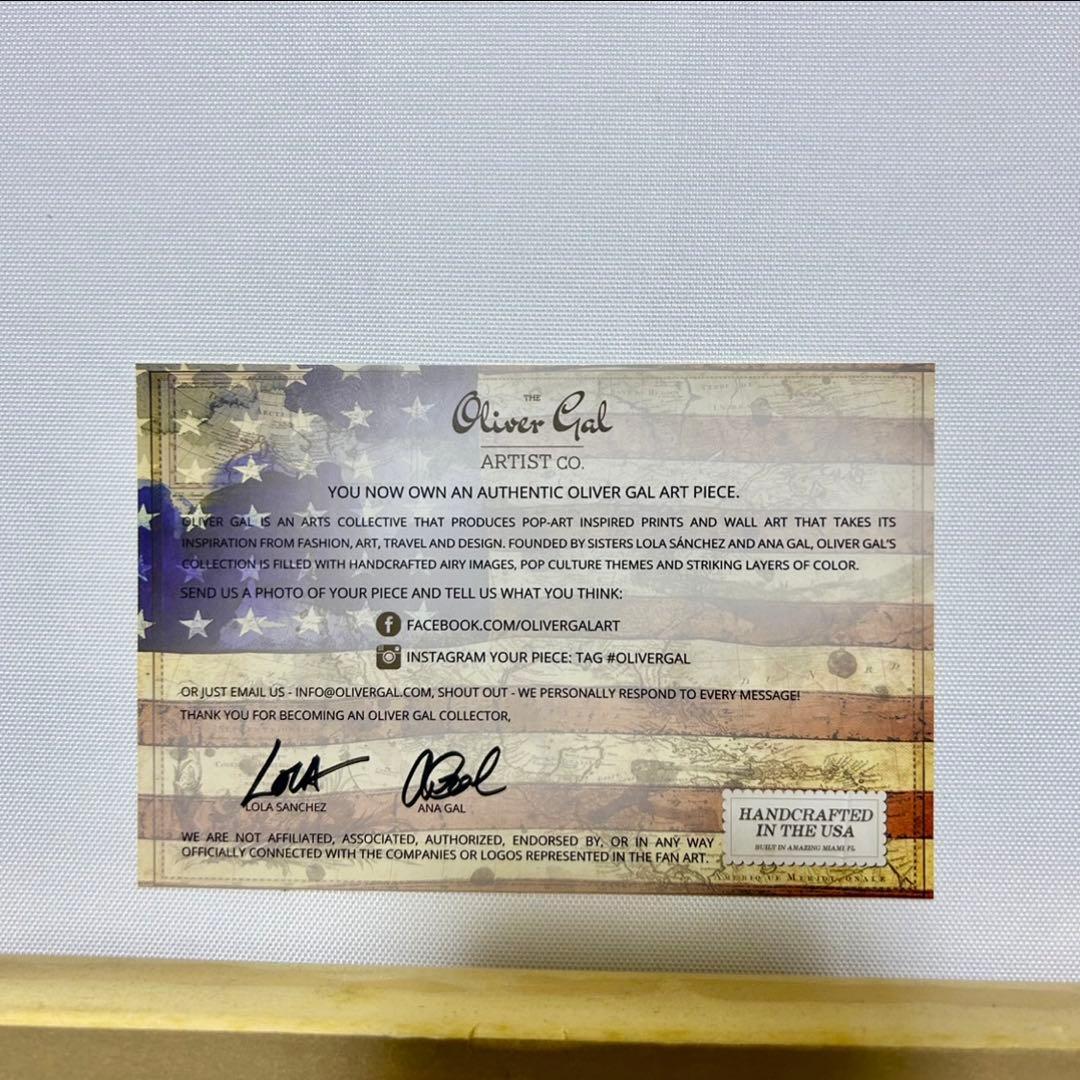 THE
Oliver Gal
ARTIST CO.
YOU NOW OWN AN AUTHENTIC OLIVER GAL ART PIECE.
OLIVER GAL IS AN ARTS COLLECTIVE THAT PRODUCES POP-ART INSPIRED PRINTS AND WALL ART THAT TAKES ITS
INSPIRATION FROM FASHION, ART, TRAVEL AND DESIGN. FOUNDED BY SISTERS LOLA SÁNCHEZ AND ANA GAL, OLIVER GAL'S
COLLECTION IS FILLED WITH HANDCRAFTED AIRY IMAGES, POP CULTURE THEMES AND STRIKING LAYERS OF COLOR.
SEND US A PHOTO OF YOUR PIECE AND TELL US WHAT YOU THINK:
FACEBOOK.COM/OLIVERGALART
INSTAGRAM YOUR PIECE: TAG #OLIVERGAL
OR JUST EMAIL US - INFO@OLIVERGAL.COM, SHOUT OUT - WE PERSONALLY RESPOND TO EVERY MESSAGE!
THANK YOU FOR BECOMING AN OLIVER GAL COLLECTOR,
LOLA
LOLA SANCHEZ
ANA GAL
WE ARE NOT AFFILIATED, ASSOCIATED, AUTHORIZED, ENDORSED BY, OR IN ANY WAY
OFFICIALLY CONNECTED WITH THE COMPANIES OR LOGOS REPRESENTED IN THE FAN ART.
HANDCRAFTED
IN THE USA
BUILT IN AMAZING MIAMI FL
AMERIQUE MERIDIONALE